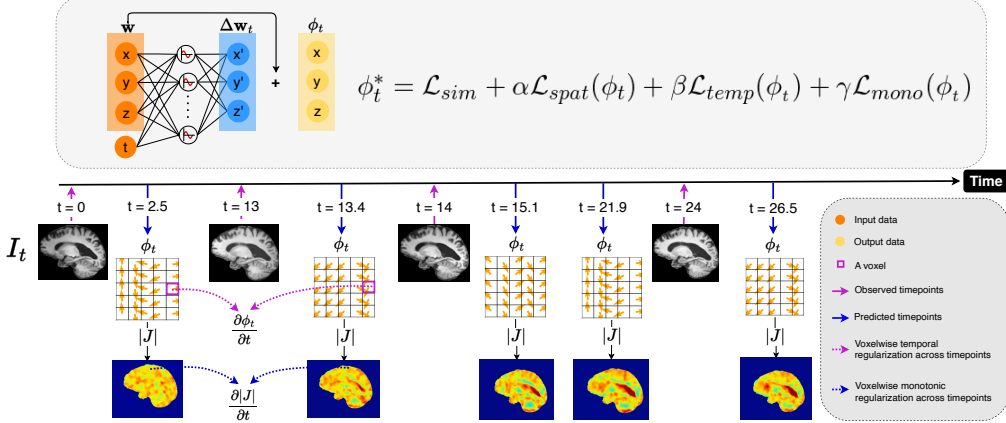 w Δw_t ϕ_t
x x' x
y y' + y
z z' z
t
ϕ*_t = L_sim + αL_spat(ϕ_t) + βL_temp(ϕ_t) + γL_mono(ϕ_t)
Time
t = 0 t = 2.5 t = 13 t = 13.4 t = 14 t = 15.1 t = 21.9 t = 24 t = 26.5
I_t
ϕ_t ϕ_t ϕ_t ϕ_t ϕ_t
∂ϕ_t
∂t
|J| |J| |J| |J| |J|
∂|J|
∂t
Input data
Output data
A voxel
Observed timepoints
Predicted timepoints
Voxelwise temporal
regularization across timepoints
Voxelwise monotonic
regularization across timepoints